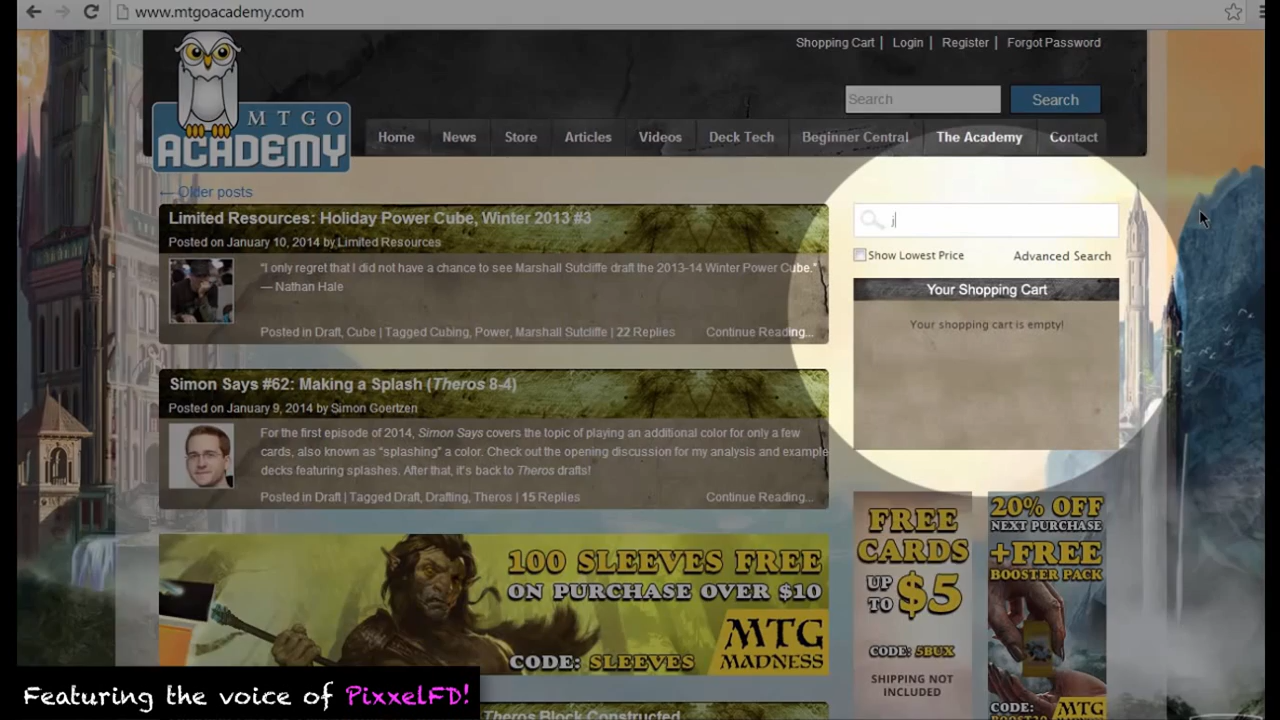 www.mtgoacademy.com
Shopping Cart | Login | Register | Forgot Password
MTGO
ACADEMY
Search Search
Home News Store Articles Videos Deck Tech Beginner Central The Academy Contact
← Older posts
j
Show Lowest Price Advanced Search
Your Shopping Cart
Your shopping cart is empty!
Limited Resources: Holiday Power Cube, Winter 2013 #3
Posted on January 10, 2014 by Limited Resources
"I only regret that I did not have a chance to see Marshall Sutcliffe draft the 2013-14 Winter Power Cube."
— Nathan Hale
Posted in Draft, Cube | Tagged Cubing, Power, Marshall Sutcliffe | 22 Replies Continue Reading...
Simon Says #62: Making a Splash (Theros 8-4)
Posted on January 9, 2014 by Simon Goertzen
For the first episode of 2014, Simon Says covers the topic of playing an additional color for only a few
cards, also known as "splashing" a color. Check out the opening discussion for my analysis and example
decks featuring splashes. After that, it's back to Theros drafts!
Posted in Draft | Tagged Draft, Drafting, Theros | 15 Replies Continue Reading...
100 SLEEVES FREE
ON PURCHASE OVER $10
CODE: SLEEVES
MTG
MADNESS
FREE
CARDS
UP
TO $5
CODE: 5BUX
SHIPPING NOT
INCLUDED
20% OFF
NEXT PURCHASE
+FREE
BOOSTER PACK
CODE:
MTG
Theros Block Constructed
Featuring the voice of PixxelFD!